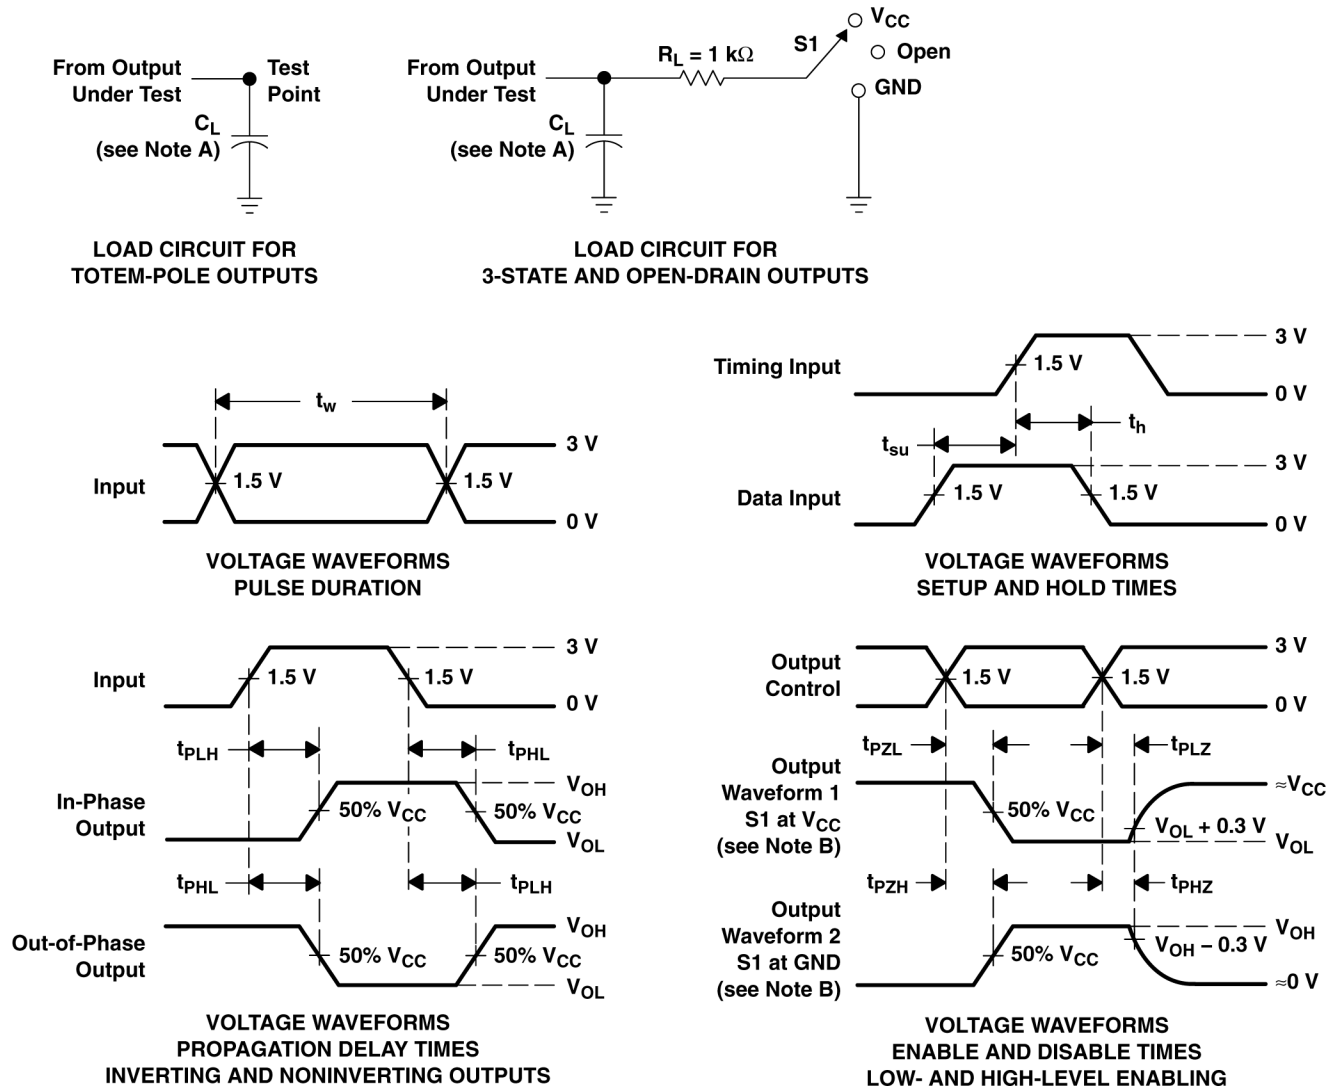 From Output
Under Test
Test
Point
CL
(see Note A)
LOAD CIRCUIT FOR
TOTEM-POLE OUTPUTS
From Output
Under Test
RL = 1 kΩ
S1
VCC
Open
GND
CL
(see Note A)
LOAD CIRCUIT FOR
3-STATE AND OPEN-DRAIN OUTPUTS
tw
Input
1.5 V
1.5 V
3 V
0 V
VOLTAGE WAVEFORMS
PULSE DURATION
Timing Input
1.5 V
3 V
0 V
th
tsu
Data Input
1.5 V
1.5 V
3 V
0 V
VOLTAGE WAVEFORMS
SETUP AND HOLD TIMES
Input
1.5 V
1.5 V
3 V
0 V
tPLH
tPHL
In-Phase
Output
50% VCC
50% VCC
VOH
VOL
tPHL
tPLH
Out-of-Phase
Output
50% VCC
50% VCC
VOH
VOL
VOLTAGE WAVEFORMS
PROPAGATION DELAY TIMES
INVERTING AND NONINVERTING OUTPUTS
Output
Control
1.5 V
1.5 V
3 V
0 V
tPZL
tPLZ
Output
Waveform 1
S1 at VCC
(see Note B)
50% VCC
VOL + 0.3 V
≈VCC
VOL
tPZH
tPHZ
Output
Waveform 2
S1 at GND
(see Note B)
50% VCC
VOH − 0.3 V
VOH
≈0 V
VOLTAGE WAVEFORMS
ENABLE AND DISABLE TIMES
LOW- AND HIGH-LEVEL ENABLING